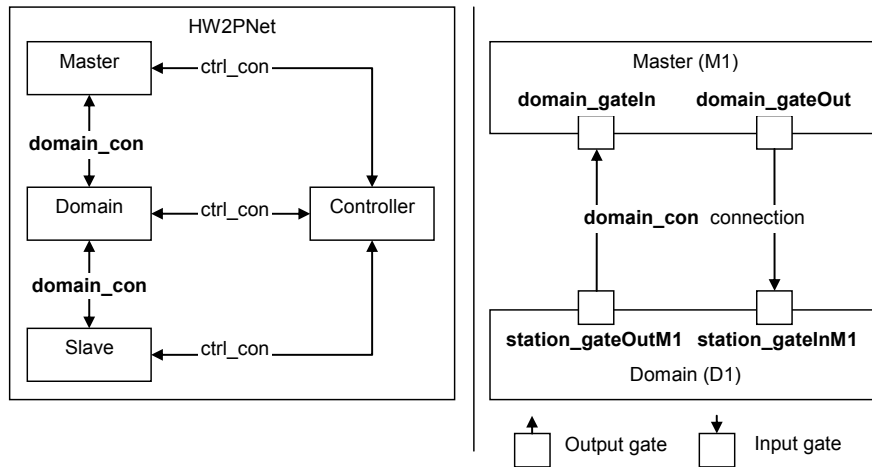 HW2PNet
Master
ctrl_con
domain_con
Domain
ctrl_con
Controller
domain_con
Slave
ctrl_con
Master (M1)
domain_gateIn domain_gateOut
domain_con connection
station_gateOutM1 station_gateInM1
Domain (D1)
Output gate Input gate